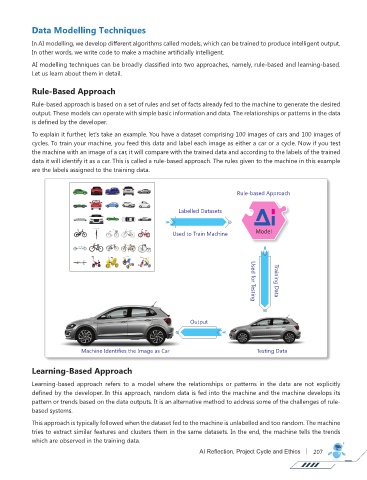 Data Modelling Techniques
In AI modelling, we develop different algorithms called models, which can be trained to produce intelligent output.
In other words, we write code to make a machine artificially intelligent.
AI modelling techniques can be broadly classified into two approaches, namely, rule-based and learning-based.
Let us learn about them in detail.
Rule-Based Approach
Rule-based approach is based on a set of rules and set of facts already fed to the machine to generate the desired
output. These models can operate with simple basic information and data. The relationships or patterns in the data
is defined by the developer.
To explain it further, let's take an example. You have a dataset comprising 100 images of cars and 100 images of
cycles. To train your machine, you feed this data and label each image as either a car or a cycle. Now if you test
the machine with an image of a car, it will compare with the trained data and according to the labels of the trained
data it will identify it as a car. This is called a rule-based approach. The rules given to the machine in this example
are the labels assigned to the training data.
Rule-based Approach
Labelled Datasets
Ai
Model
Used to Train Machine
Used for Testing
Training Data
Output
Machine Identifies the Image as Car
Testing Data
Learning-Based Approach
Learning-based approach refers to a model where the relationships or patterns in the data are not explicitly
defined by the developer. In this approach, random data is fed into the machine and the machine develops its
pattern or trends based on the data outputs. It is an alternative method to address some of the challenges of rule-
based systems.
This approach is typically followed when the dataset fed to the machine is unlabelled and too random. The machine
tries to extract similar features and clusters them in the same datasets. In the end, the machine tells the trends
which are observed in the training data.
AI Reflection, Project Cycle and Ethics | 207